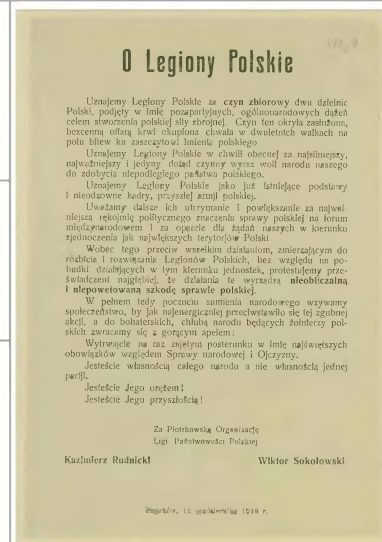 O Legiony Polskie
Uznajemy Legiony Polskie za czyn zbiorowy dwu dzielnic
Polski, podjęty w imię pozapartyjnych, ogólnonarodowych dążeń
celem stworzenia polskiej siły zbrojnej. Czyn ten okryła zasłużona,
bezcenną ofiarą krwi okupiona chwała w dwuletnich walkach na
polu bitew ku zaszczytowi imienia polskiego
Uznajemy Legiony Polskie w chwili obecnej za najsilniejszy,
najważniejszy i jedyny dotąd czynny wyraz woli narodu naszego
do zdobycia niepodległego państwa polskiego.
Uznajemy Legiony Polskie jako już istniejące podstawy
i nieodzowne kadry, przyszłej armji polskiej.
Uważamy dalsze ich utrzymanie i powiększanie za najwal-
niejszą rękojmię politycznego znaczenia sprawy polskiej na forum
międzynarodowem i za oparcie dla żądań naszych w kierunku
zjednoczenia jak największych terytorjów Polski
Wobec tego przeciw wszelkim działaniom, zmierzającym do
rozbicia i rozwiązania Legionów Polskich, bez względu na po-
budki działających w tym kierunku jednostek, protestujemy prze-
świadczeni najgłębiej, że działania te wyrządzą nieobliczalną
i niepowetowaną szkodę sprawie polskiej.
W pełnem tedy poczuciu sumienia narodowego wzywamy
społeczeństwo, by jak najenergiczniej przeciwstawiło się tej zgubnej
akcji, a do bohaterskich, chlubą narodu będących żołnierzy pol-
skich zwracamy się z gorącym apelem:
Wytrwajcie na raz zajętym posterunku w imię najświętszych
obowiązków względem Sprawy narodowej i Ojczyzny.
Jesteście własnością całego narodu a nie własnością jednej
partji.
Jesteście Jego orężem!
Jesteście Jego przyszłością!
Za Piotrkowską Organizację
Ligi Państwowości Polskiej
Kazimierz Rudnicki Wiktor Sokołowski
października 1916 r.